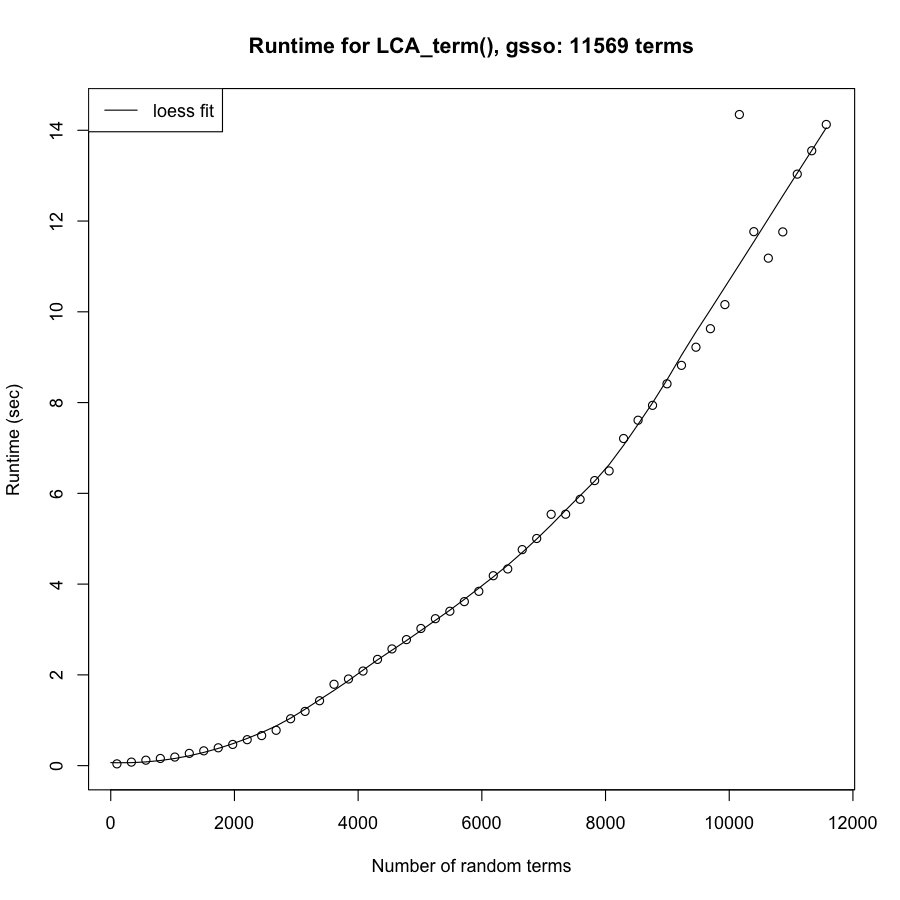 Runtime for LCA_term(), gsso: 11569 terms
loess fit
14
12
10
8
6
4
2
0
Runtime (sec)
0 2000 4000 6000 8000 10000 12000
Number of random terms